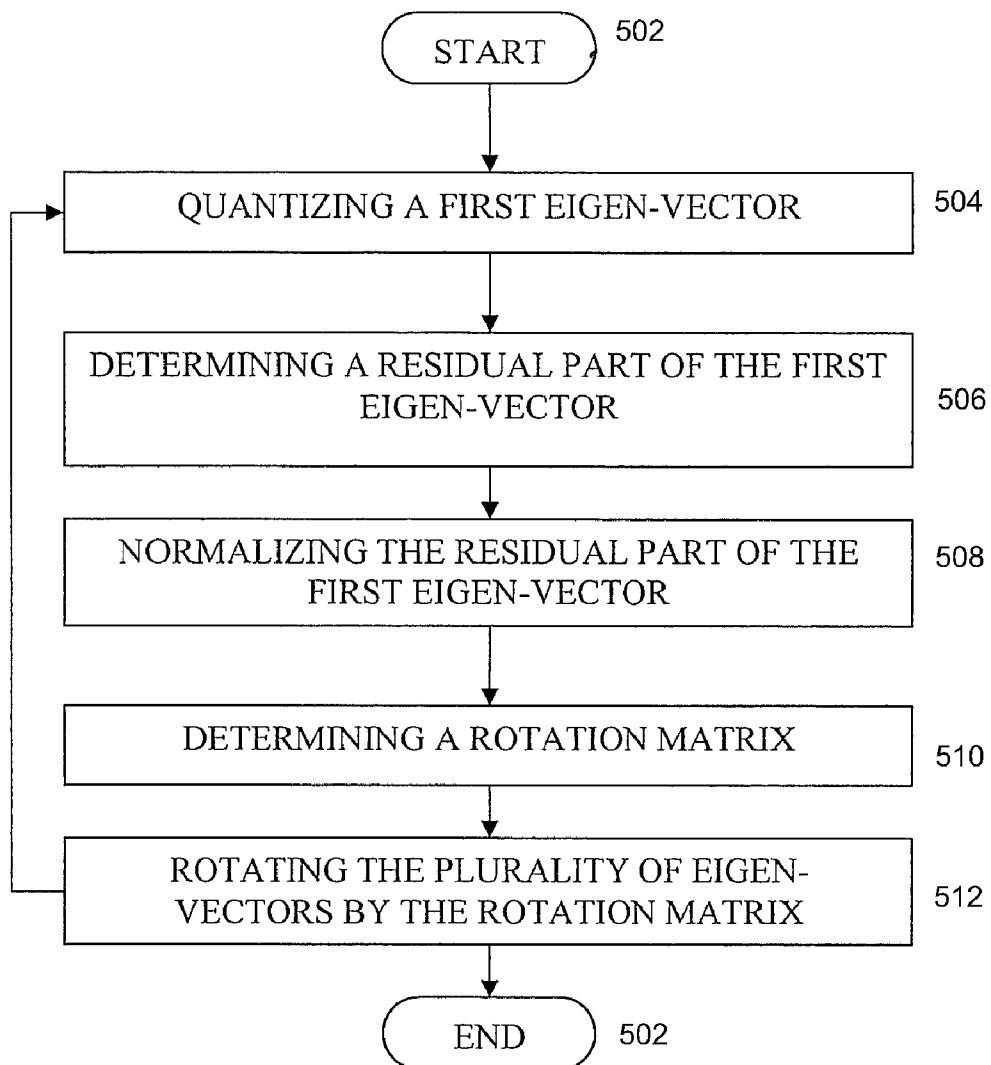 START
502
QUANTIZING A FIRST EIGEN-VECTOR
504
DETERMINING A RESIDUAL PART OF THE FIRST
EIGEN-VECTOR
506
NORMALIZING THE RESIDUAL PART OF THE
FIRST EIGEN-VECTOR
508
DETERMINING A ROTATION MATRIX
510
ROTATING THE PLURALITY OF EIGEN-
VECTORS BY THE ROTATION MATRIX
512
END
502